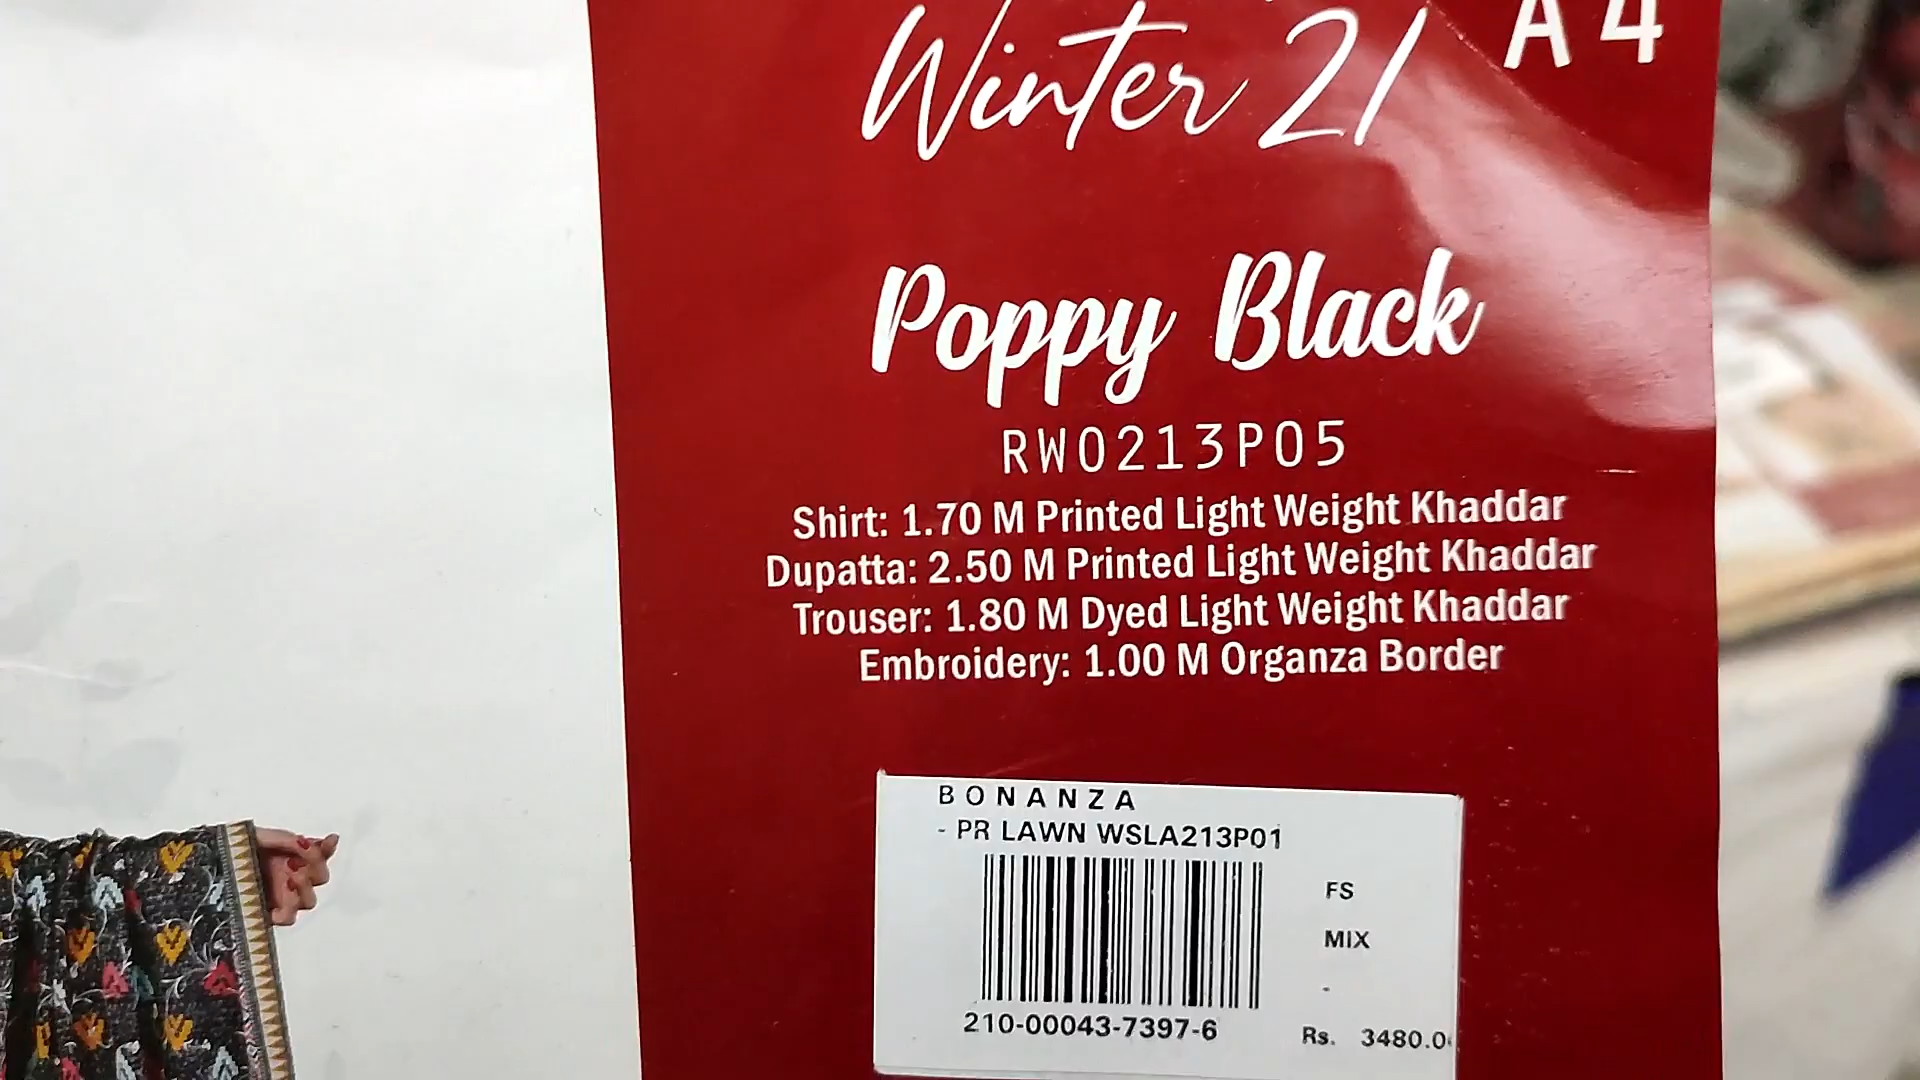 Winter 21
A4
Poppy Black
RW0213P05
Shirt: 1.70 M Printed Light Weight Khaddar
Dupatta: 2.50 M Printed Light Weight Khaddar
Trouser: 1.80 M Dyed Light Weight Khaddar
Embroidery: 1.00 M Organza Border
BONANZA
- PR LAWN WSLA213P01
FS
MIX
-
210-00043-7397-6
Rs. 3480.0